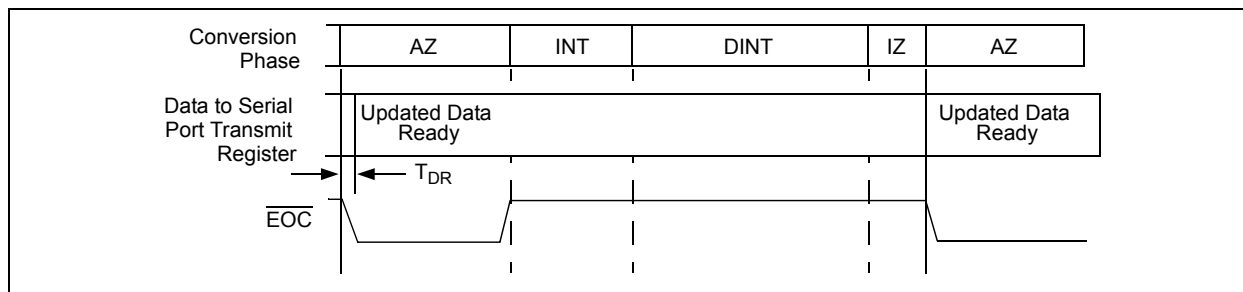 Conversion
Phase
AZ
INT
DINT
IZ
AZ
Data to Serial
Port Transmit
Register
Updated Data
Ready
Updated Data
Ready
TDR
EOC